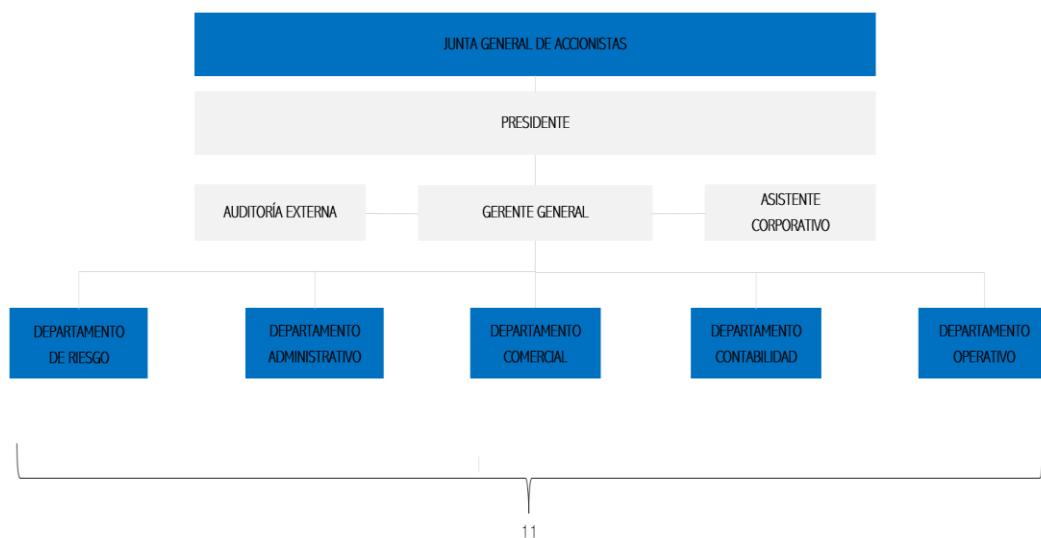 JUNTA GENERAL DE ACCIONISTAS
PRESIDENTE
AUDITORÍA EXTERNA
GERENTE GENERAL
ASISTENTE
CORPORATIVO
DEPARTAMENTO
DE RIESGO
DEPARTAMENTO
ADMINISTRATIVO
DEPARTAMENTO
COMERCIAL
DEPARTAMENTO
CONTABILIDAD
DEPARTAMENTO
OPERATIVO
11